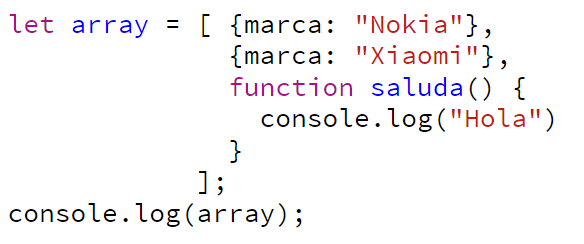 let array = [ {marca: "Nokia"},
{marca: "Xiaomi"},
function saluda() {
console.log("Hola")
}
];
console.log(array);